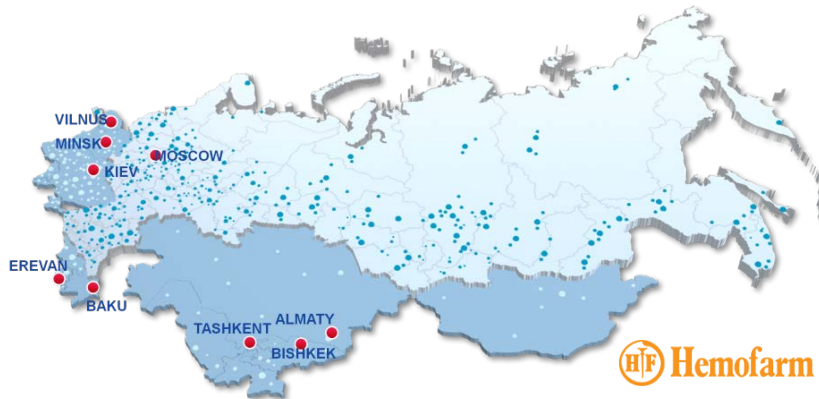 VILNUS
MINSK
MOSCOW
KIEV
EREVAN
BAKU
TASHKENT
ALMATY
BISHKEK
HF Hemofarm